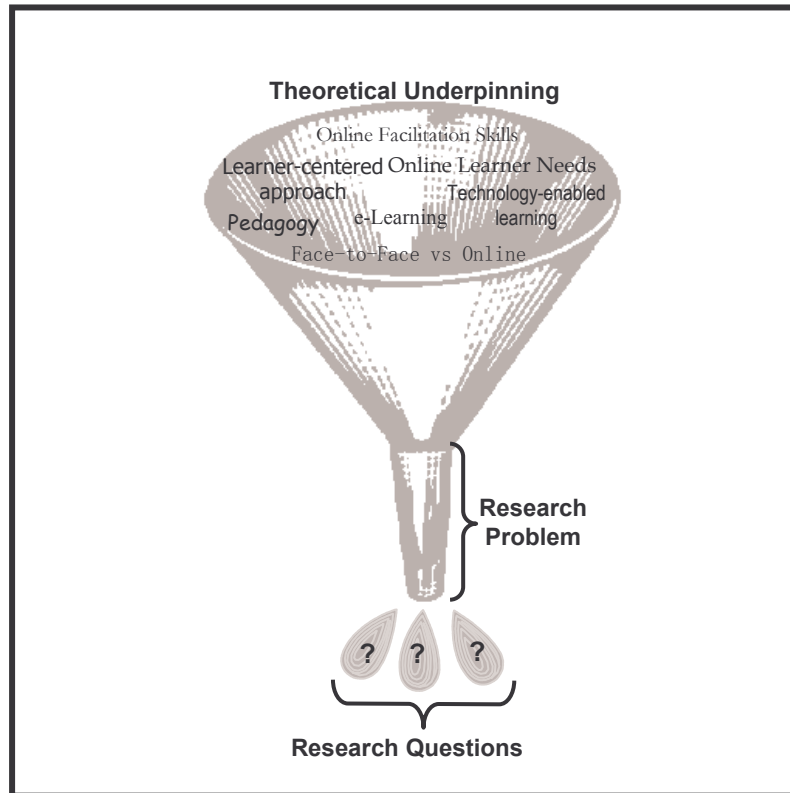 Theoretical Underpinning
Online Facilitation Skills
Learner-centered
approach
Online Learner Needs
Technology-enabled
learning
Pedagogy
e-Learning
Face-to-Face vs Online
Research
Problem
? ? ?
Research Questions